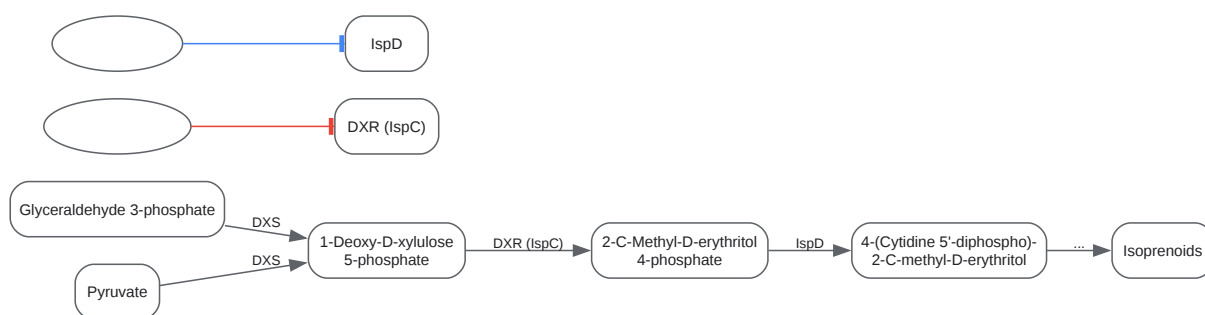 IspD
DXR (IspC)
Glyceraldehyde 3-phosphate
DXS
1-Deoxy-D-xylulose
5-phosphate
DXR (IspC)
2-C-Methyl-D-erythritol
4-phosphate
IspD
4-(Cytidine 5'-diphospho)-
2-C-methyl-D-erythritol
...
Isoprenoids
DXS
Pyruvate